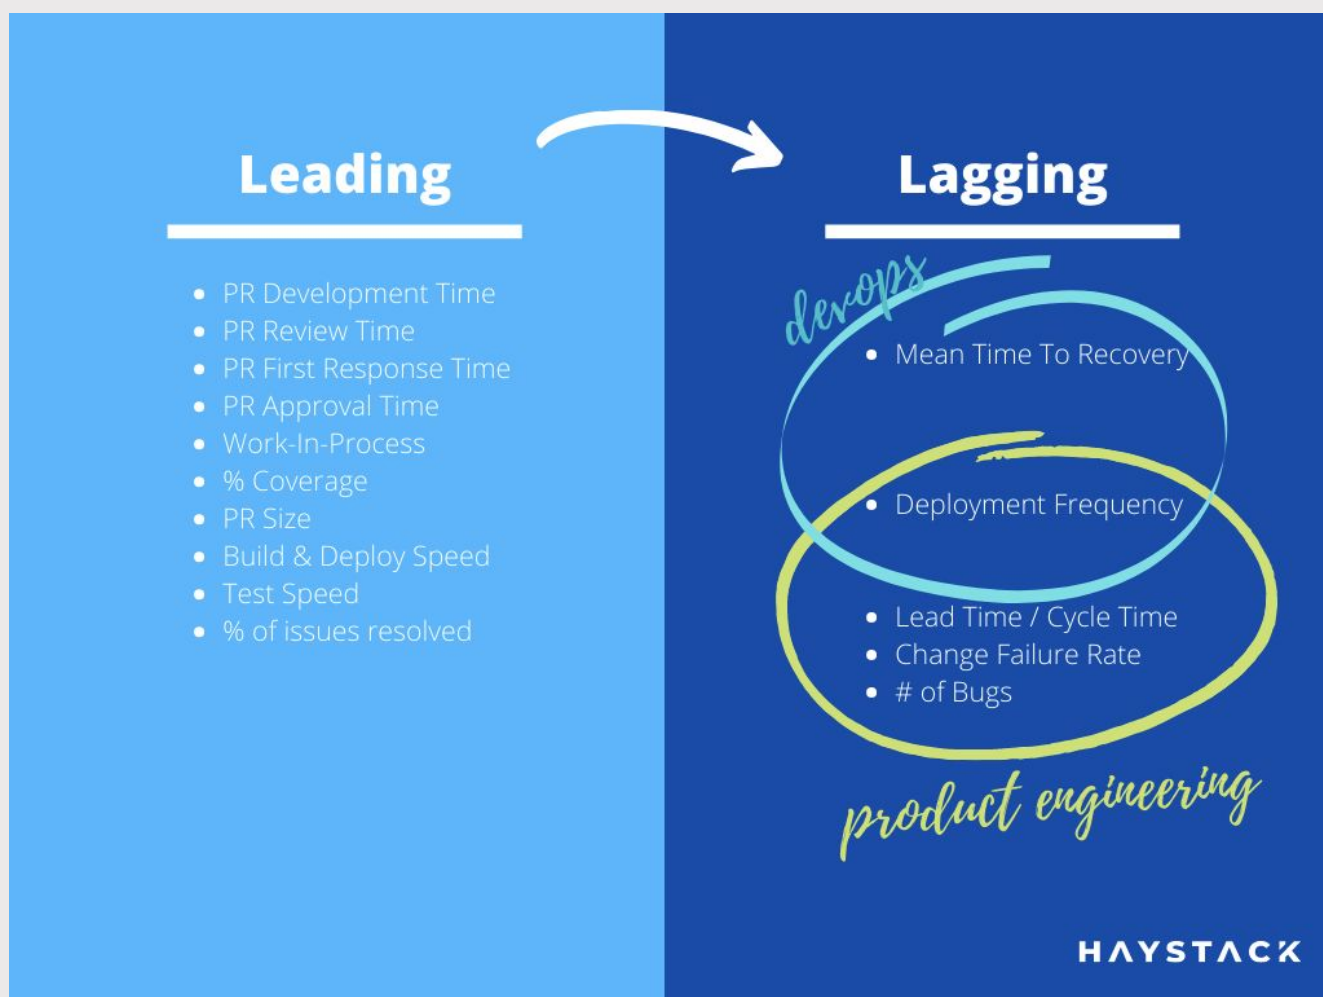 Leading
PR Development Time
PR Review Time
PR First Response Time
PR Approval Time
Work-In-Process
% Coverage
PR Size
Build & Deploy Speed
Test Speed
% of issues resolved
Lagging
devops
Mean Time To Recovery
Deployment Frequency
Lead Time / Cycle Time
Change Failure Rate
# of Bugs
product engineering
HAYSTACK